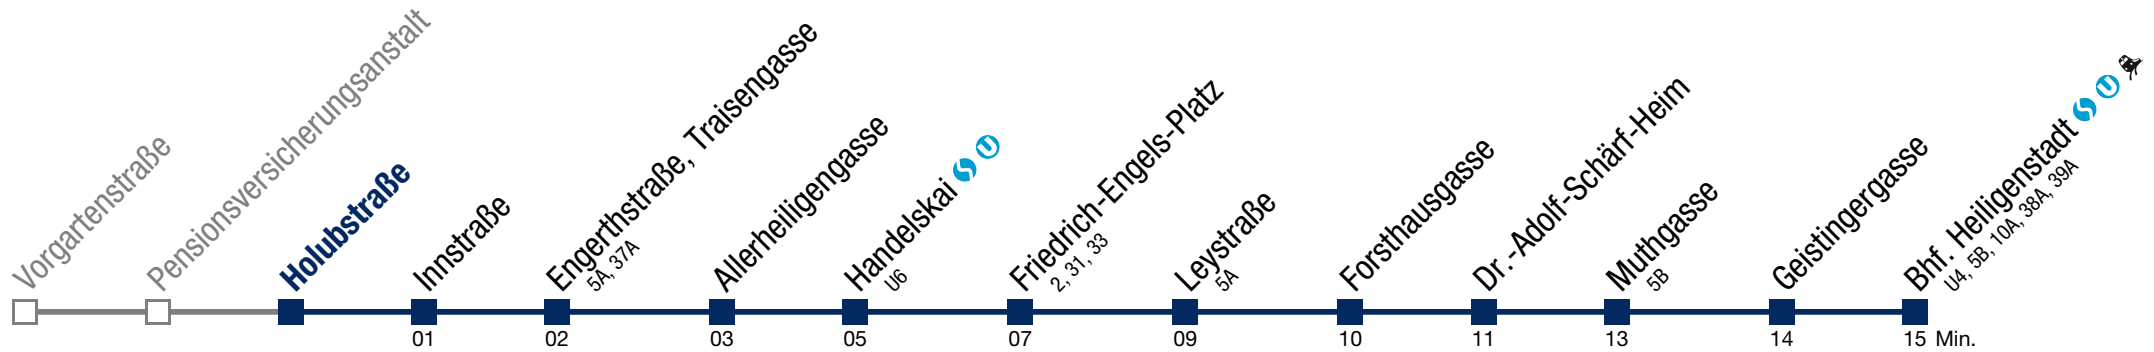 Vorgartenstraße
Pensionsversicherungsanstalt
Holubstraße
Innstraße
Engerthstraße, Traisengasse
5A, 37A
Allerheiligengasse
Handelskai S U
U6
Friedrich-Engels-Platz
2, 31, 33
Leystraße
5A
Forsthausgasse
Dr.-Adolf-Schärf-Heim
Muthgasse
5B
Geistingergasse
Bhf. Heiligenstadt S U
U4, 5B, 10A, 38A, 39A
01 02 03 05 07 09 10 11 13 14 15 Min.